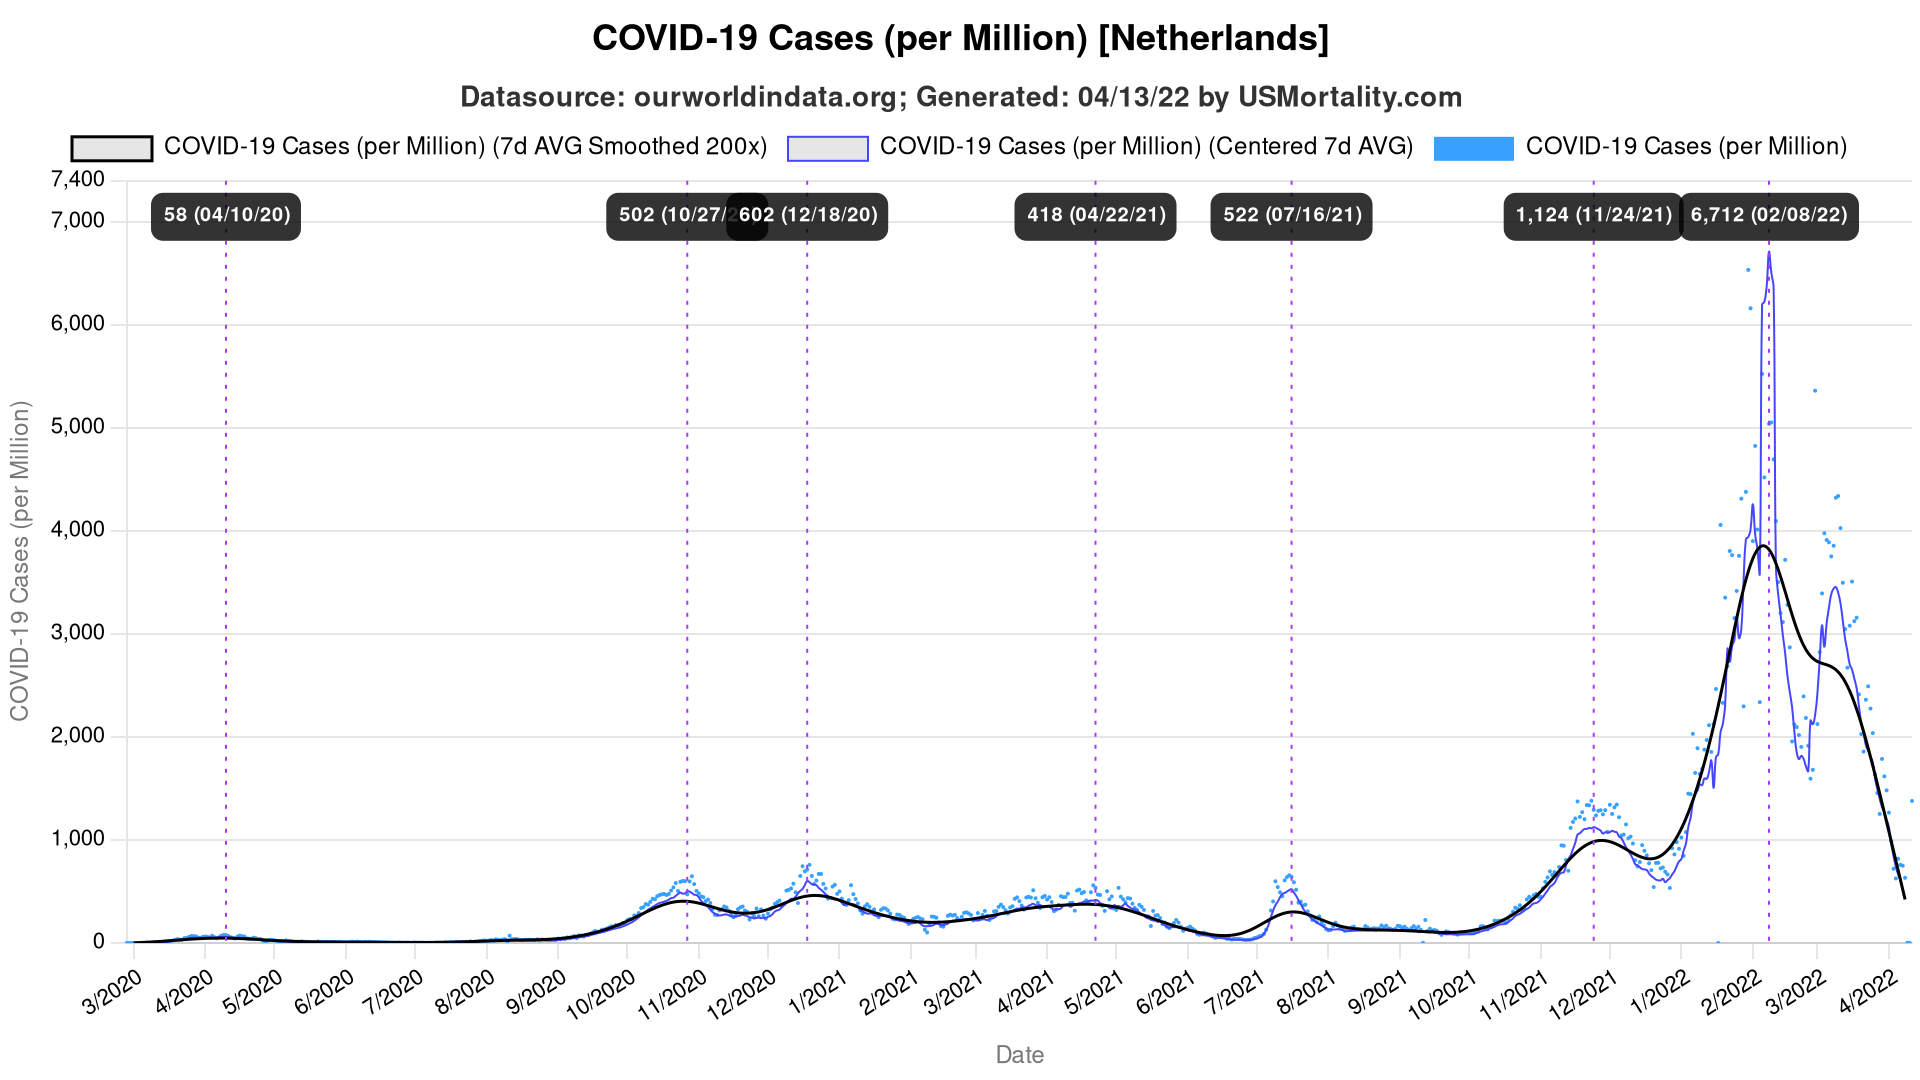 COVID-19 Cases (per Million) [Netherlands]
Datasource: ourworldindata.org; Generated: 04/13/22 by USMortality.com
COVID-19 Cases (per Million) (7d AVG Smoothed 200x) COVID-19 Cases (per Million) (Centered 7d AVG) COVID-19 Cases (per Million)
58 (04/10/20) 502 (10/27/ 602 (12/18/20) 418 (04/22/21) 522 (07/16/21) 1,124 (11/24/21) 6,712 (02/08/22)
7,400
7,000
6,000
5,000
4,000
3,000
2,000
1,000
0
COVID-19 Cases (per Million)
3/2020 4/2020 5/2020 6/2020 7/2020 8/2020 9/2020 10/2020 11/2020 12/2020 1/2021 2/2021 3/2021 4/2021 5/2021 6/2021 7/2021 8/2021 9/2021 10/2021 11/2021 12/2021 1/2022 2/2022 3/2022 4/2022
Date